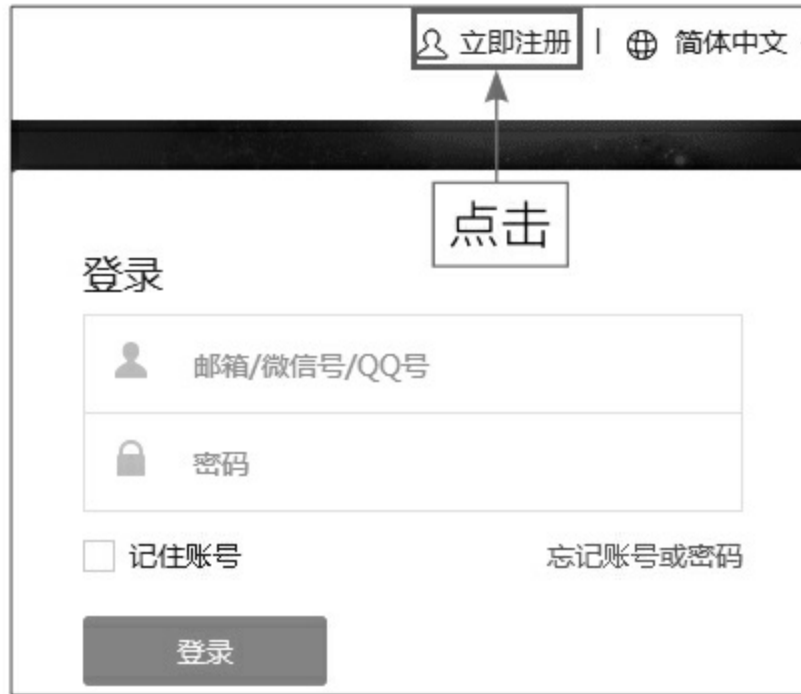 立即注册 | 简体中文
点击
登录
邮箱/微信号/QQ号
密码
记住账号 忘记账号或密码
登录